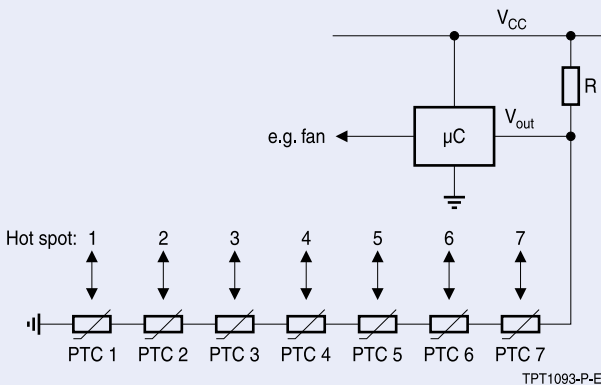 V_CC
R
V_out
e.g. fan
µC
Hot spot: 1 2 3 4 5 6 7
PTC 1 PTC 2 PTC 3 PTC 4 PTC 5 PTC 6 PTC 7
TPT1093-P-E